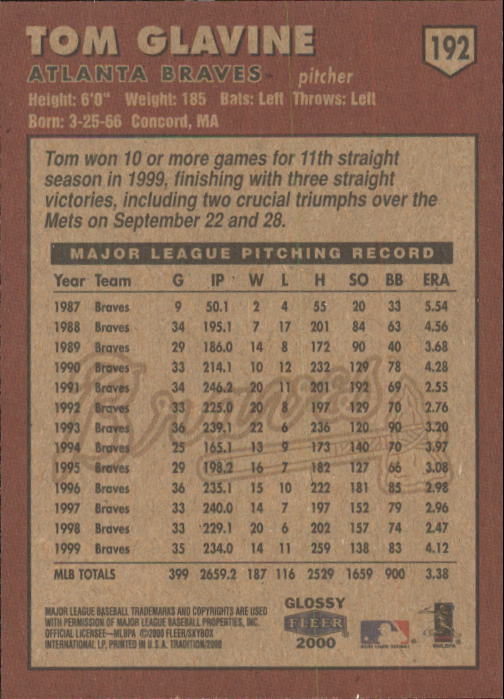 TOM GLAVINE
192
ATLANTA BRAVES pitcher
Height: 6'0" Weight: 185 Bats: Left Throws: Left
Born: 3-25-66 Concord, MA
Tom won 10 or more games for 11th straight
season in 1999, finishing with three straight
victories, including two crucial triumphs over the
Mets on September 22 and 28.
MAJOR LEAGUE PITCHING RECORD
Year Team G IP W L H SO BB ERA
1987 Braves 9 50.1 2 4 55 20 33 5.54
1988 Braves 34 195.1 7 17 201 84 63 4.56
1989 Braves 29 186.0 14 8 172 90 40 3.68
1990 Braves 33 214.1 10 12 232 129 78 4.28
1991 Braves 34 246.2 20 11 201 192 69 2.55
1992 Braves 33 225.0 20 8 197 129 70 2.76
1993 Braves 36 239.1 22 6 236 120 90 3.20
1994 Braves 25 165.1 13 9 173 140 70 3.97
1995 Braves 29 198.2 16 7 182 127 66 3.08
1996 Braves 36 235.1 15 10 222 181 85 2.98
1997 Braves 33 240.0 14 7 197 152 79 2.96
1998 Braves 33 229.1 20 6 202 157 74 2.47
1999 Braves 35 234.0 14 11 259 138 83 4.12
MLB TOTALS 399 2659.2 187 116 2529 1659 900 3.38
Braves
MAJOR LEAGUE BASEBALL TRADEMARKS AND COPYRIGHTS ARE USED
WITH PERMISSION OF MAJOR LEAGUE BASEBALL PROPERTIES, INC.
OFFICIAL LICENSEE—MLBPA ©2000 FLEER/SKYBOX
INTERNATIONAL LP, PRINTED IN U.S.A. TRADITION/2000
GLOSSY
FLEER
2000